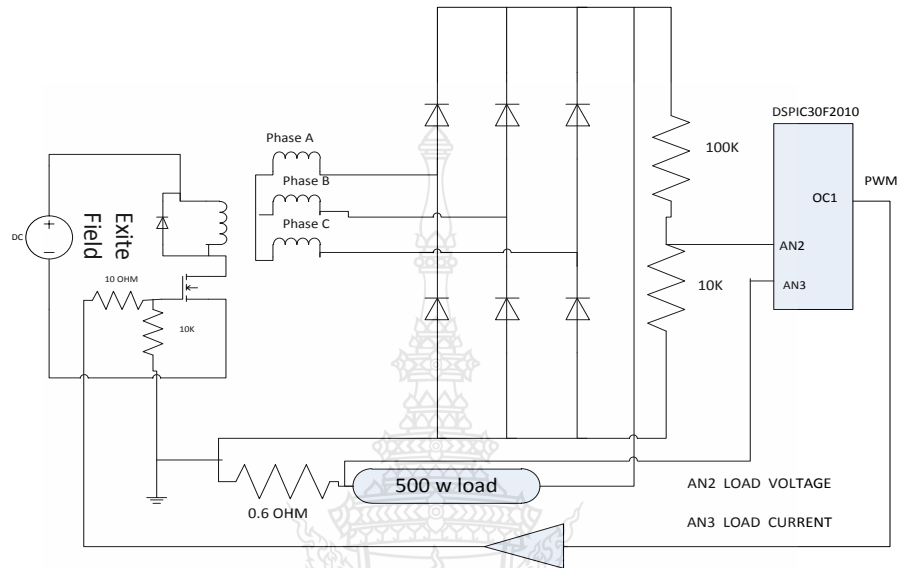 DSPIC30F2010
Phase A
100K
PWM
Phase B
OC1
DC
Exite
Field
Phase C
AN2
10 OHM
10K
AN3
10K
500 w load
AN2 LOAD VOLTAGE
0.6 OHM
AN3 LOAD CURRENT